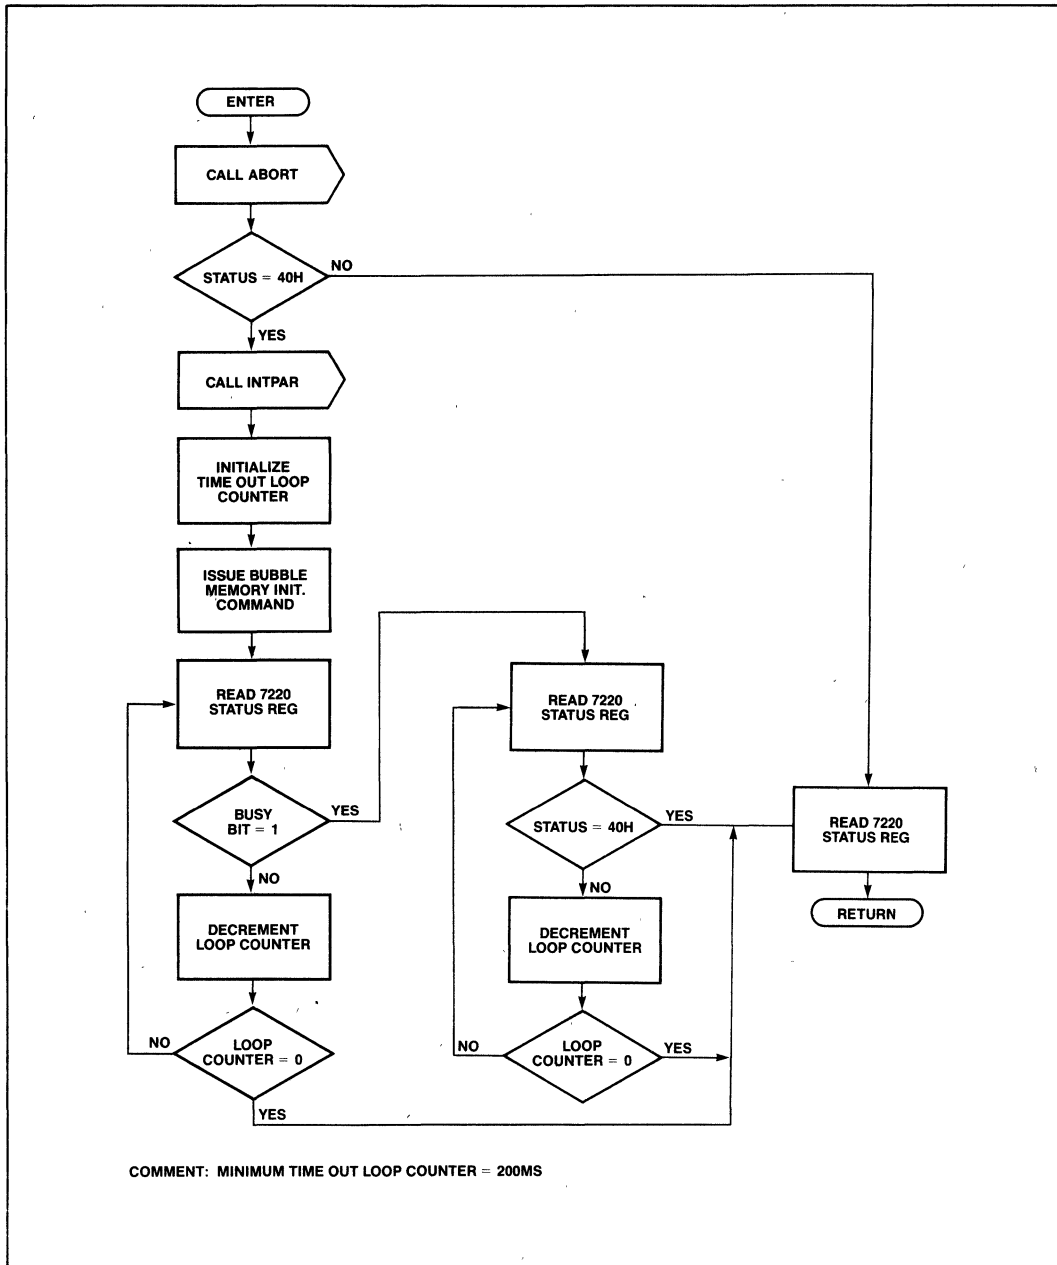 ENTER
CALL ABORT
STATUS = 40H
NO
YES
CALL INTPAR
INITIALIZE
TIME OUT LOOP
COUNTER
ISSUE BUBBLE
MEMORY INIT.
COMMAND
READ 7220
STATUS REG
BUSY
BIT = 1
YES
NO
DECREMENT
LOOP COUNTER
LOOP
COUNTER = 0
NO
YES
READ 7220
STATUS REG
STATUS = 40H
YES
NO
DECREMENT
LOOP COUNTER
LOOP
COUNTER = 0
NO
YES
READ 7220
STATUS REG
RETURN
COMMENT: MINIMUM TIME OUT LOOP COUNTER = 200MS